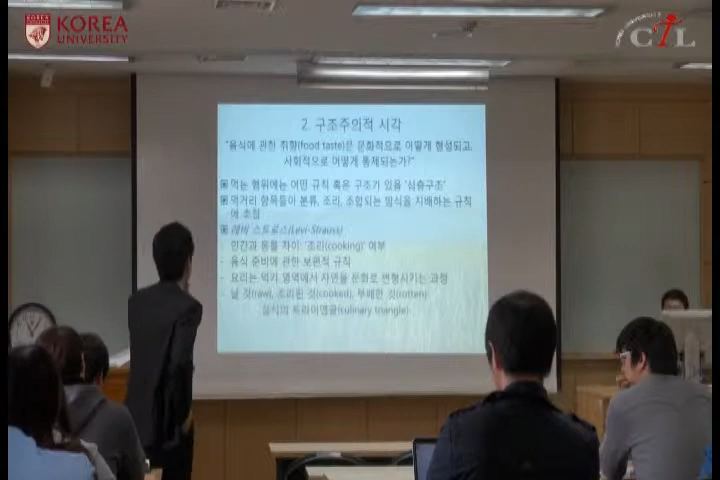 KOREA
UNIVERSITY
CTL
2. 구조주의적 시각
"음식에 관한 취향(food taste)은 문화적으로 어떻게 형성되고,
사회적으로 어떻게 통제되는가?"
먹는 행위에는 어떤 규칙 혹은 구조가 있음 '심층구조'
먹거리 항목들이 분류, 조리, 조합되는 방식을 지배하는 규칙
에 초점
레비 스트로스(Levi-Strauss)
인간과 동물 차이: '조리(cooking)' 여부
- 음식 준비에 관한 보편적 규칙
- 요리는 먹거리 영역에서 자연을 문화로 변형시키는 과정
- 날 것(raw), 조리된 것(cooked), 부패한 것(rotten)
음식의 트라이앵글(culinary triangle)